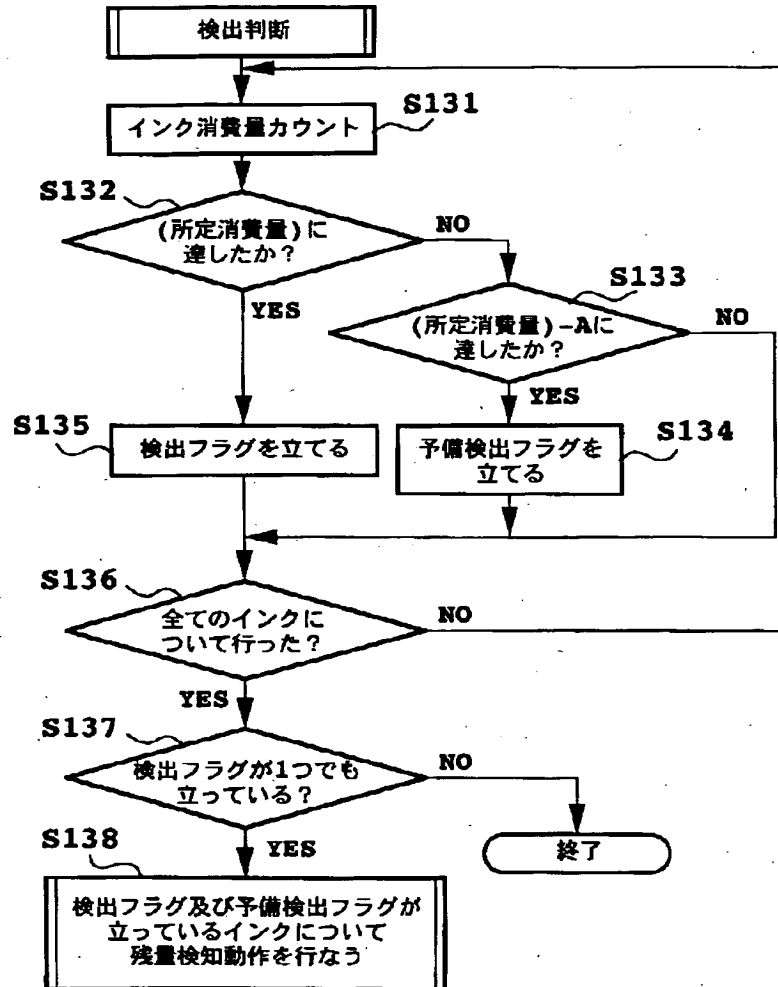 検出判断
S131
インク消費量カウント
S132
(所定消費量)に
達したか？
NO
YES
S133
(所定消費量)-Aに
達したか？
NO
YES
S135
検出フラグを立てる
S134
予備検出フラグを
立てる
S136
全てのインクに
ついて行った？
NO
YES
S137
検出フラグが1つでも
立っている？
NO
YES
終了
S138
検出フラグ及び予備検出フラグが
立っているインクについて
残量検知動作を行なう